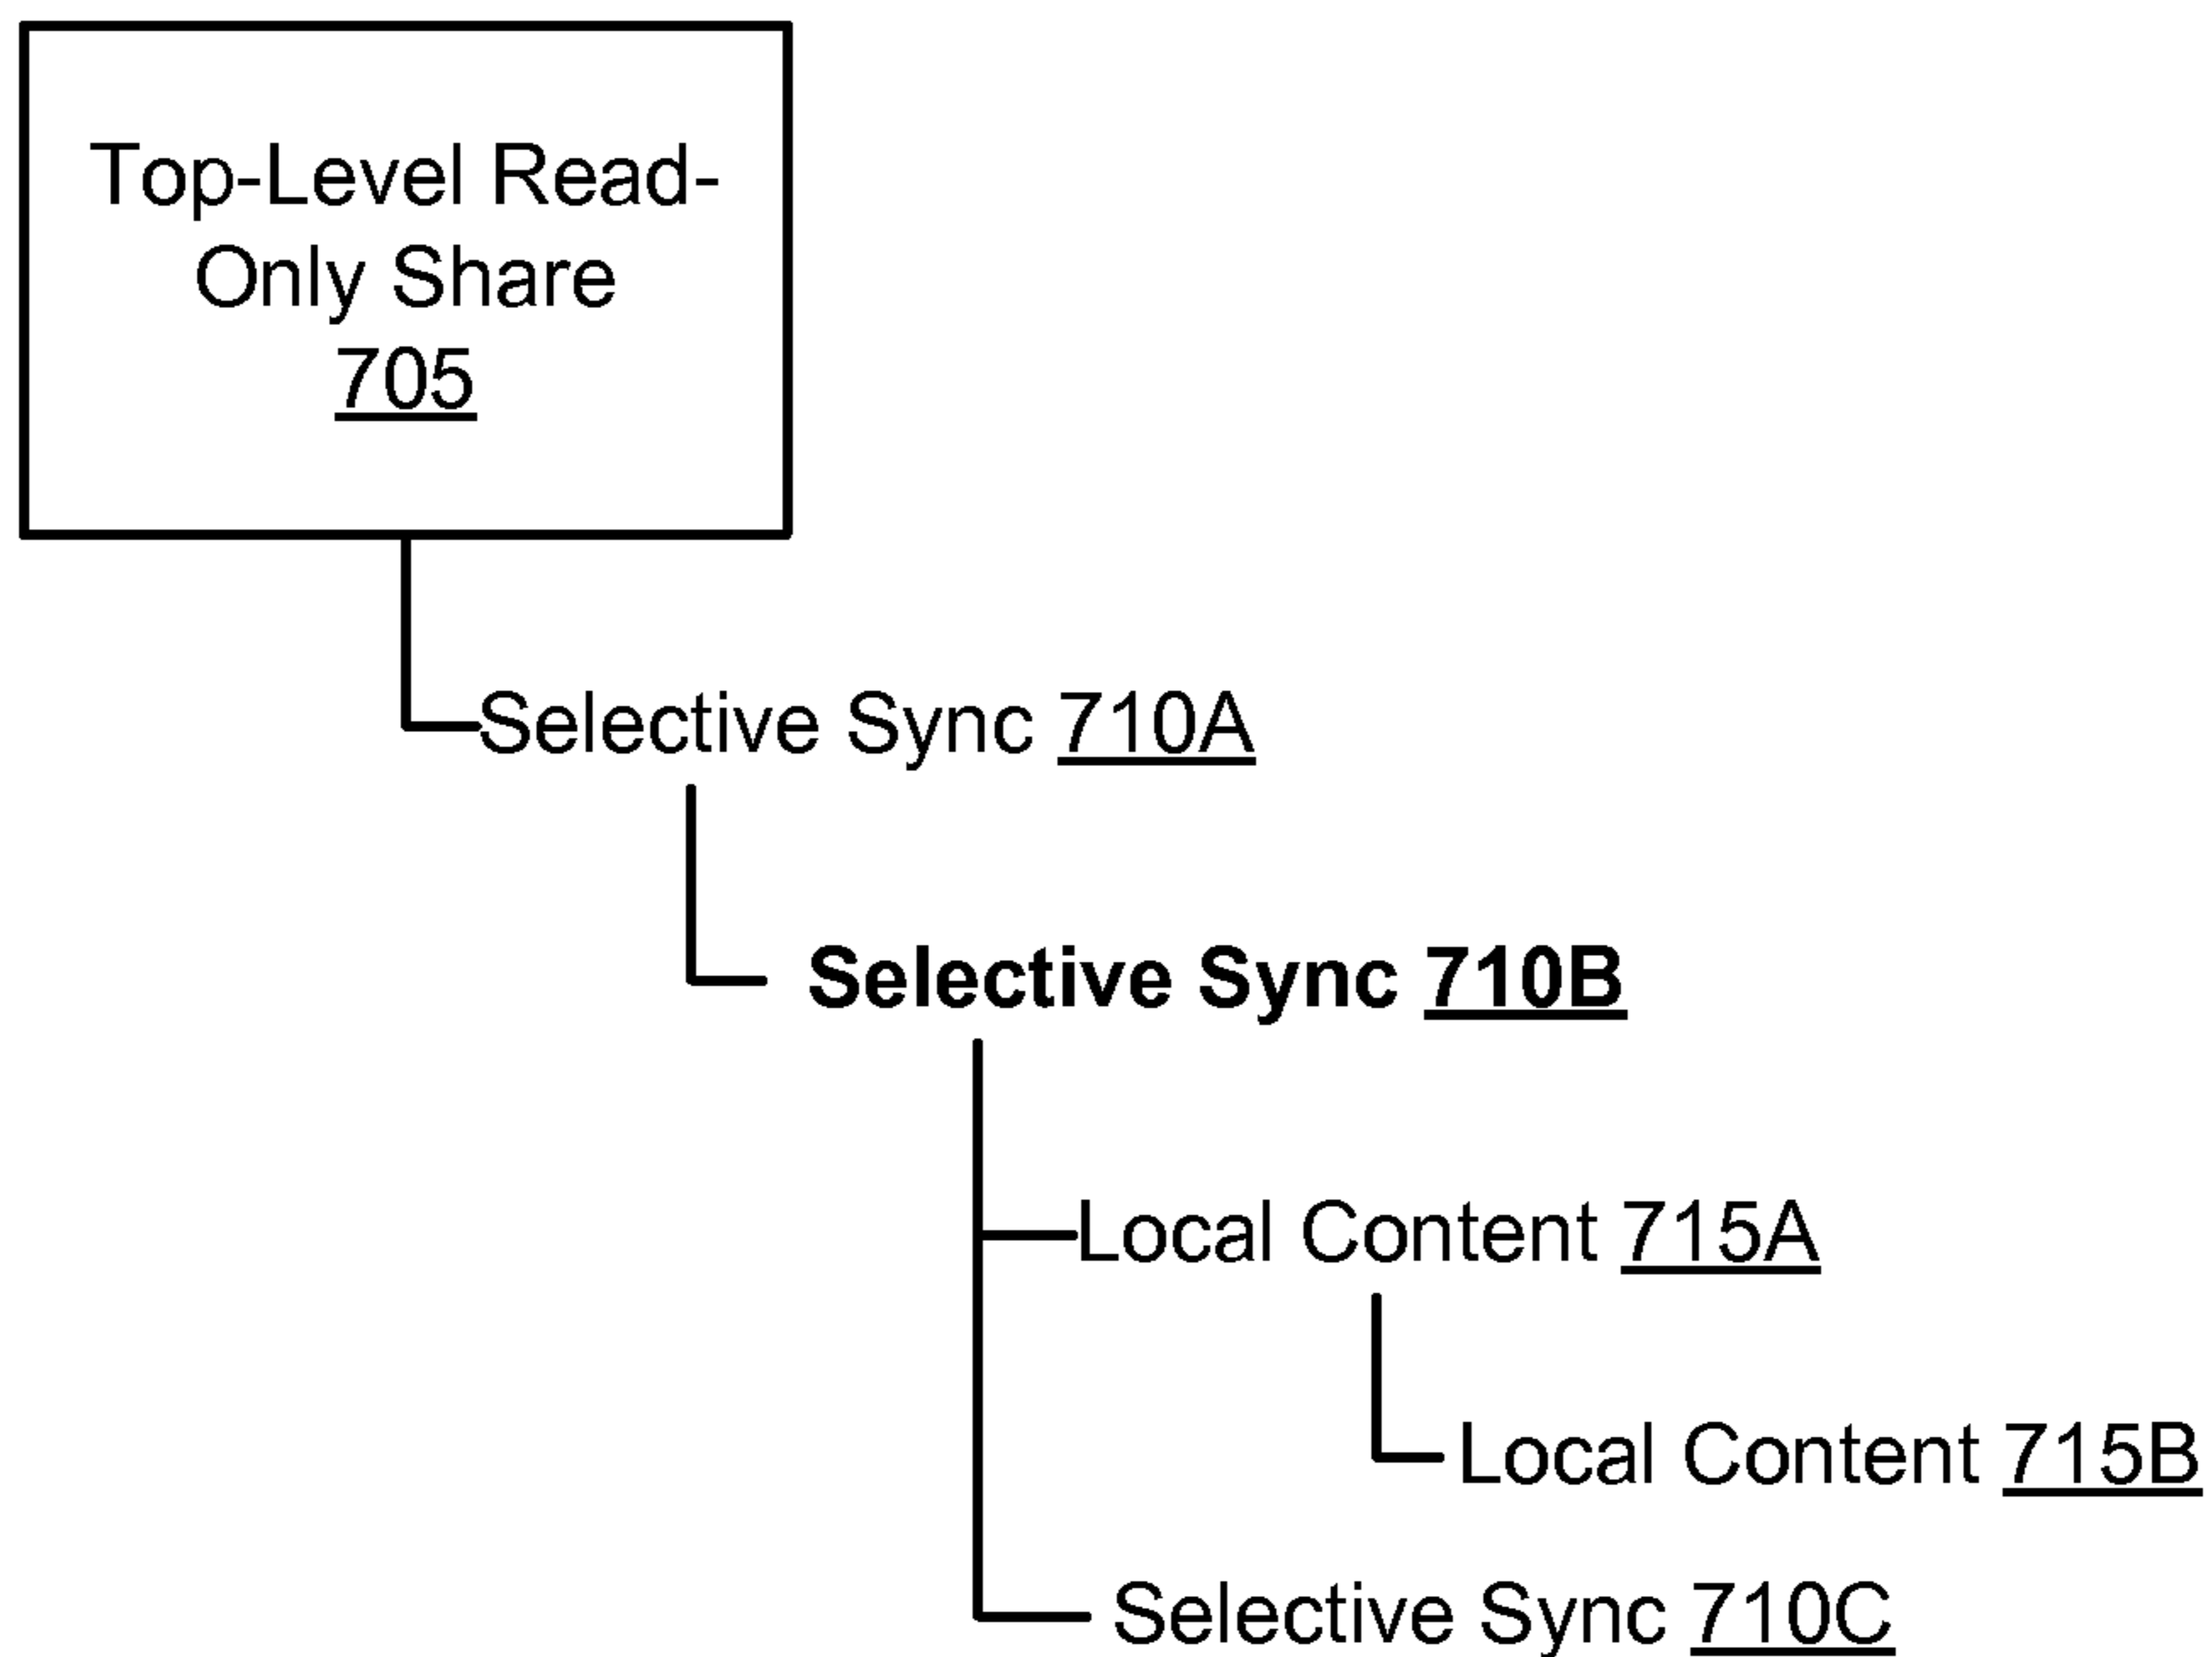 Top-Level Read-
Only Share
705
Selective Sync 710A
Selective Sync 710B
Local Content 715A
Local Content 715B
Selective Sync 710C